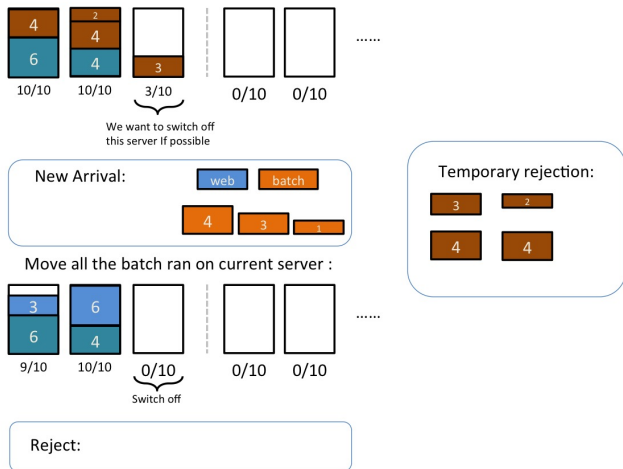 4 2
6 4 4 3
10/10 10/10 3/10 0/10 0/10 ......
We want to switch off
this server If possible
New Arrival: web batch
4 3 1
Temporary rejection:
3 2
4 4
Move all the batch ran on current server :
3 6
6 4
9/10 10/10 0/10 0/10 0/10 ......
Switch off
Reject: